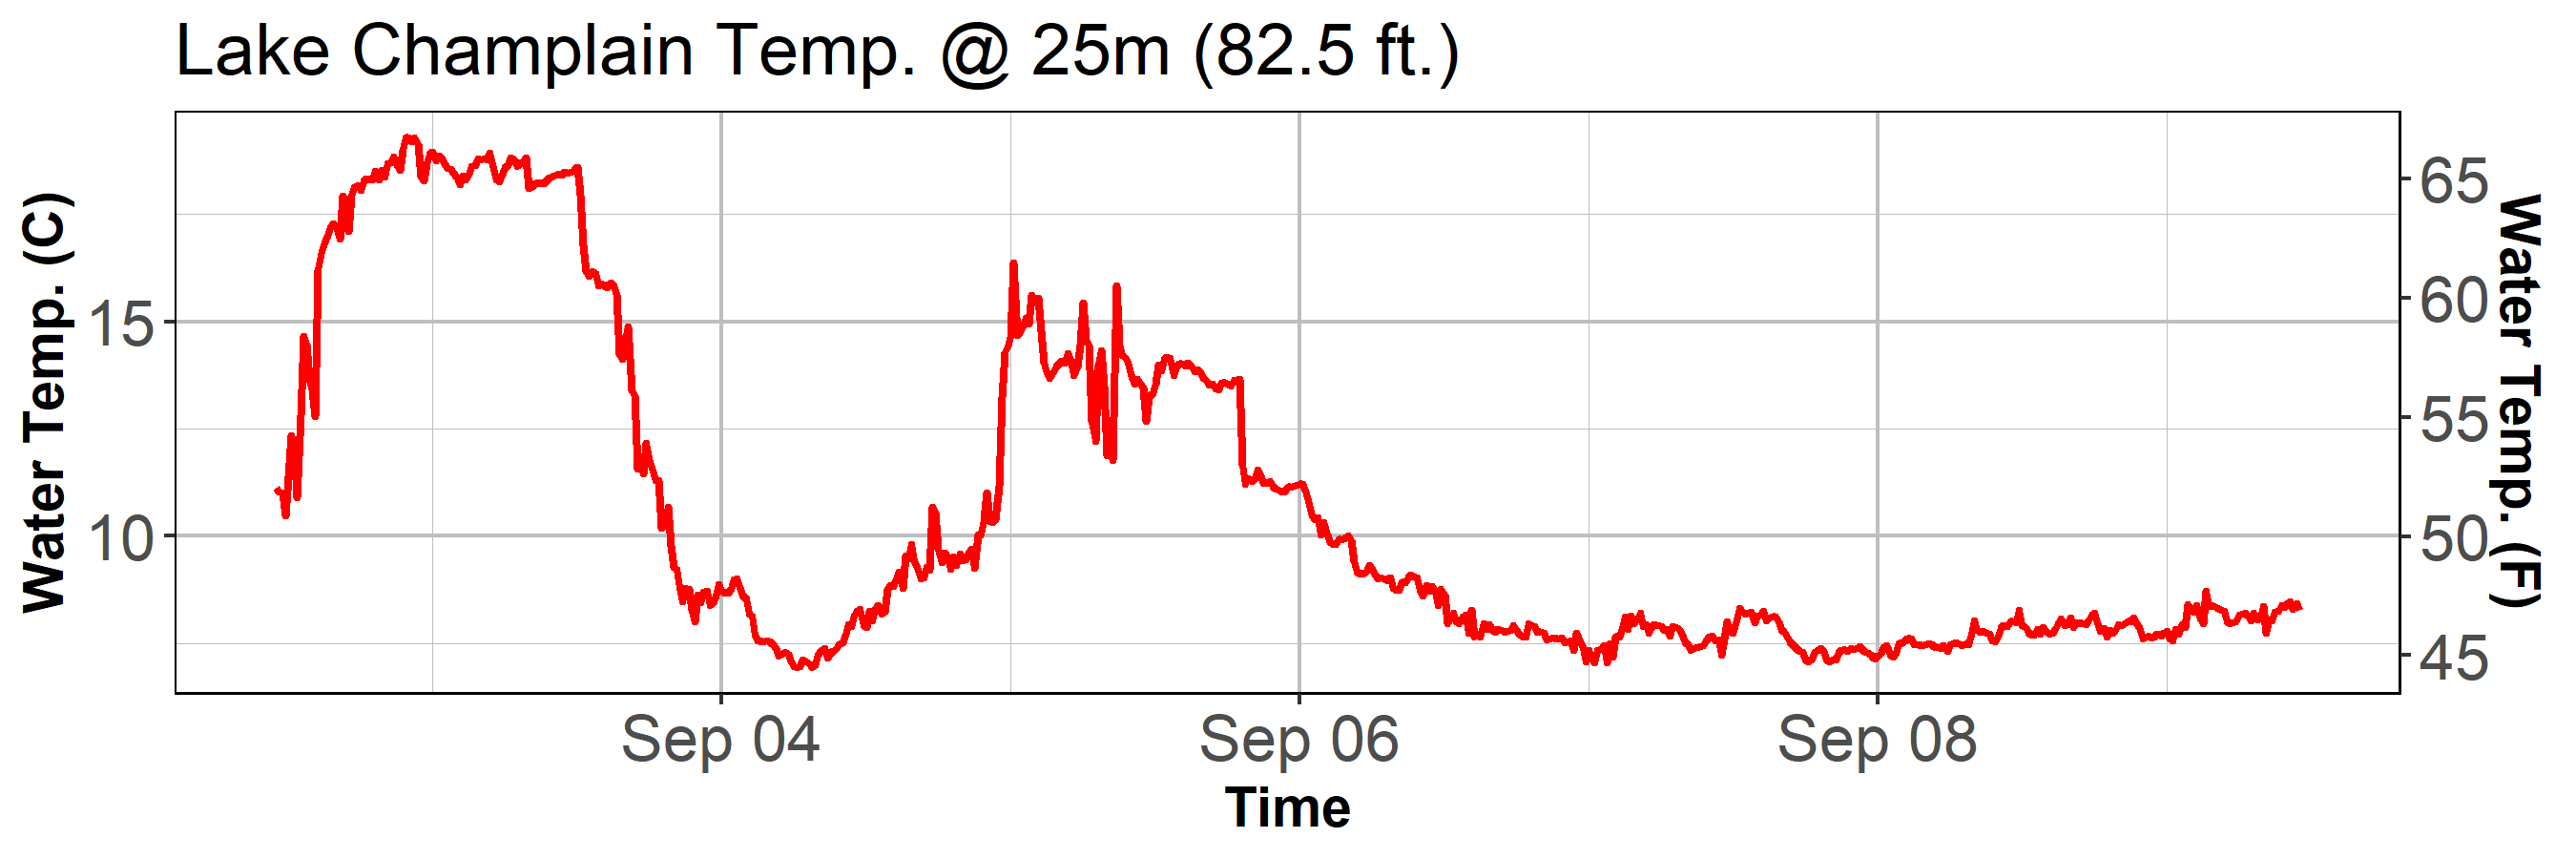 Lake Champlain Temp. @ 25m (82.5 ft.)
Water Temp. (C)
15
10
65
60
55
50
45
Water Temp. (F)
Sep 04
Sep 06
Sep 08
Time